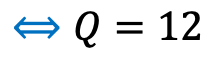 ⇔ Q = 12